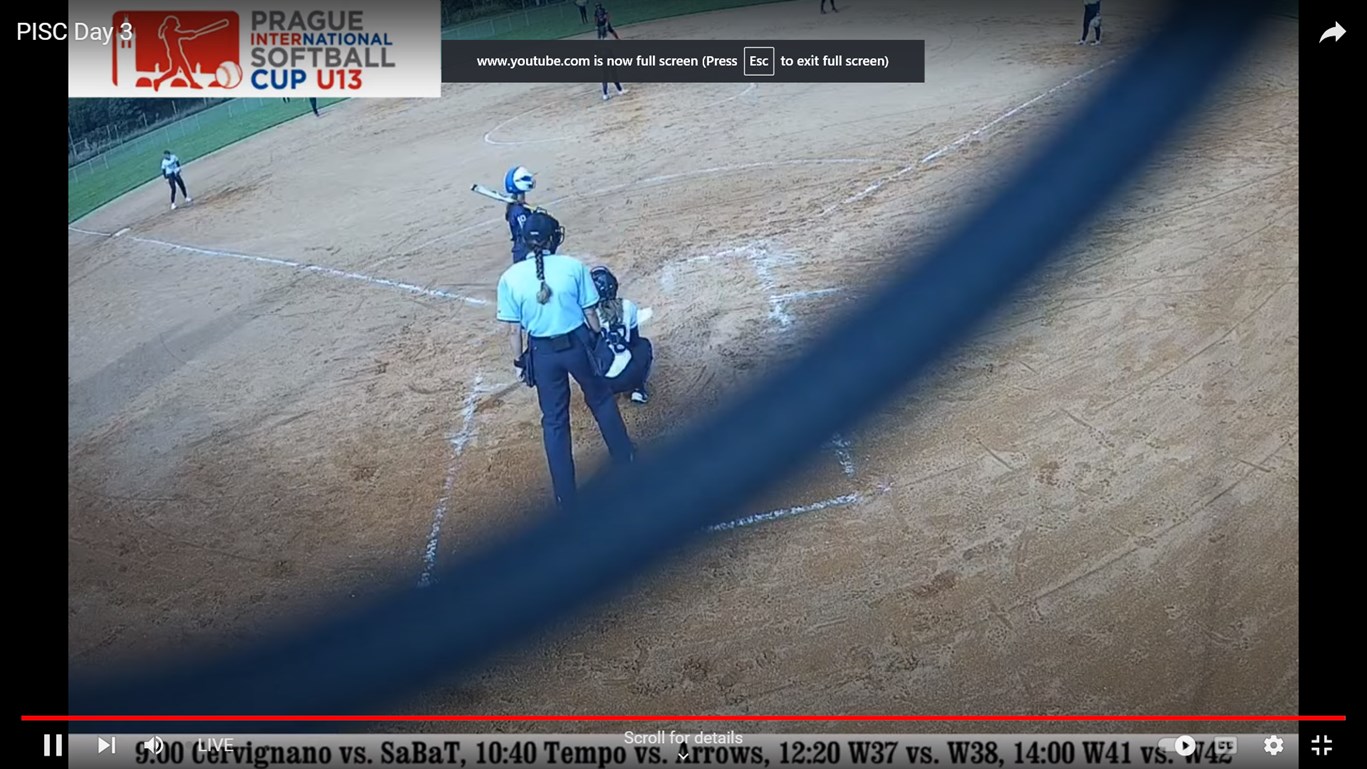 PISC Day 3
PRAGUE
INTERNATIONAL
SOFTBALL
CUP U13
www.youtube.com is now full screen (Press Esc to exit full screen)
10
LIVE
Scroll for details
CC
9:00 Cervignano vs. SaBaT, 10:40 Tempo vs. Arrows, 12:20 W37 vs. W38, 14:00 W41 vs. W42